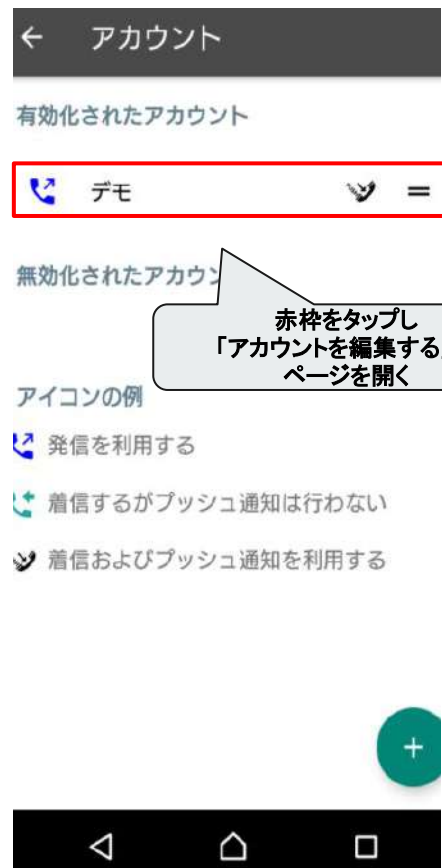 アカウント
有効化されたアカウント
デモ
無効化されたアカウン
赤枠をタップし
「アカウントを編集する」
ページを開く
アイコンの例
発信を利用する
着信するがプッシュ通知は行わない
着信およびプッシュ通知を利用する